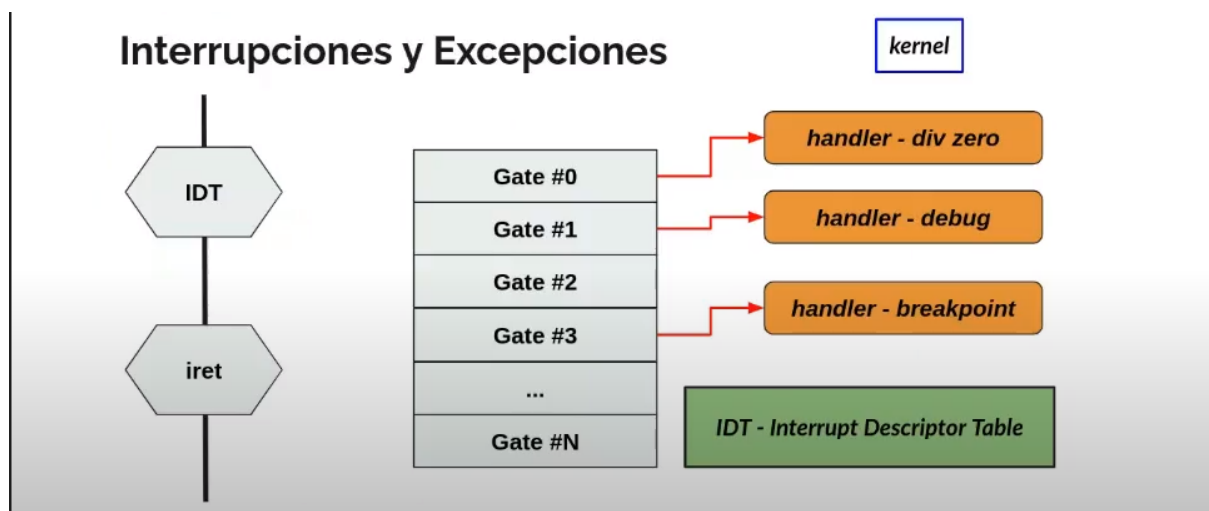 Interrupciones y Excepciones
kernel
IDT
iret
Gate #0
Gate #1
Gate #2
Gate #3
...
Gate #N
handler - div zero
handler - debug
handler - breakpoint
IDT - Interrupt Descriptor Table